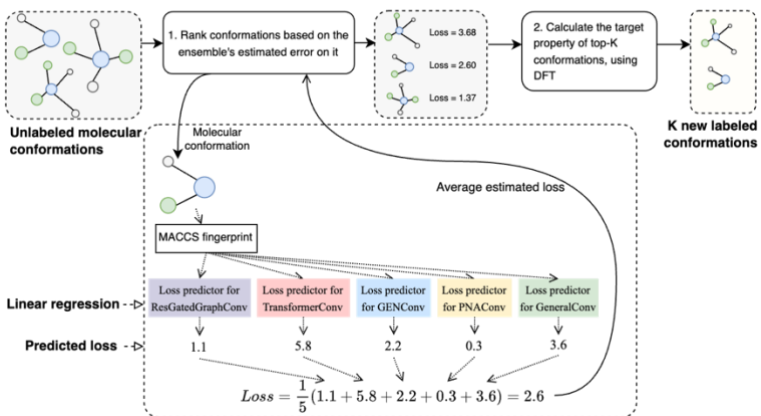 1. Rank conformations based on the
ensemble's estimated error on it
Loss = 3.68
Loss = 2.60
Loss = 1.37
2. Calculate the target
property of top-K
conformations, using
DFT
Unlabeled molecular
conformations
K new labeled
conformations
Molecular
conformation
Average estimated loss
MACCS fingerprint
Linear regression
Loss predictor for
ResGatedGraphConv
Loss predictor for
TransformerConv
Loss predictor
for GENConv
Loss predictor
for PNAConv
Loss predictor
for GeneralConv
Predicted loss
1.1
5.8
2.2
0.3
3.6
Loss = 1/5(1.1 + 5.8 + 2.2 + 0.3 + 3.6) = 2.6